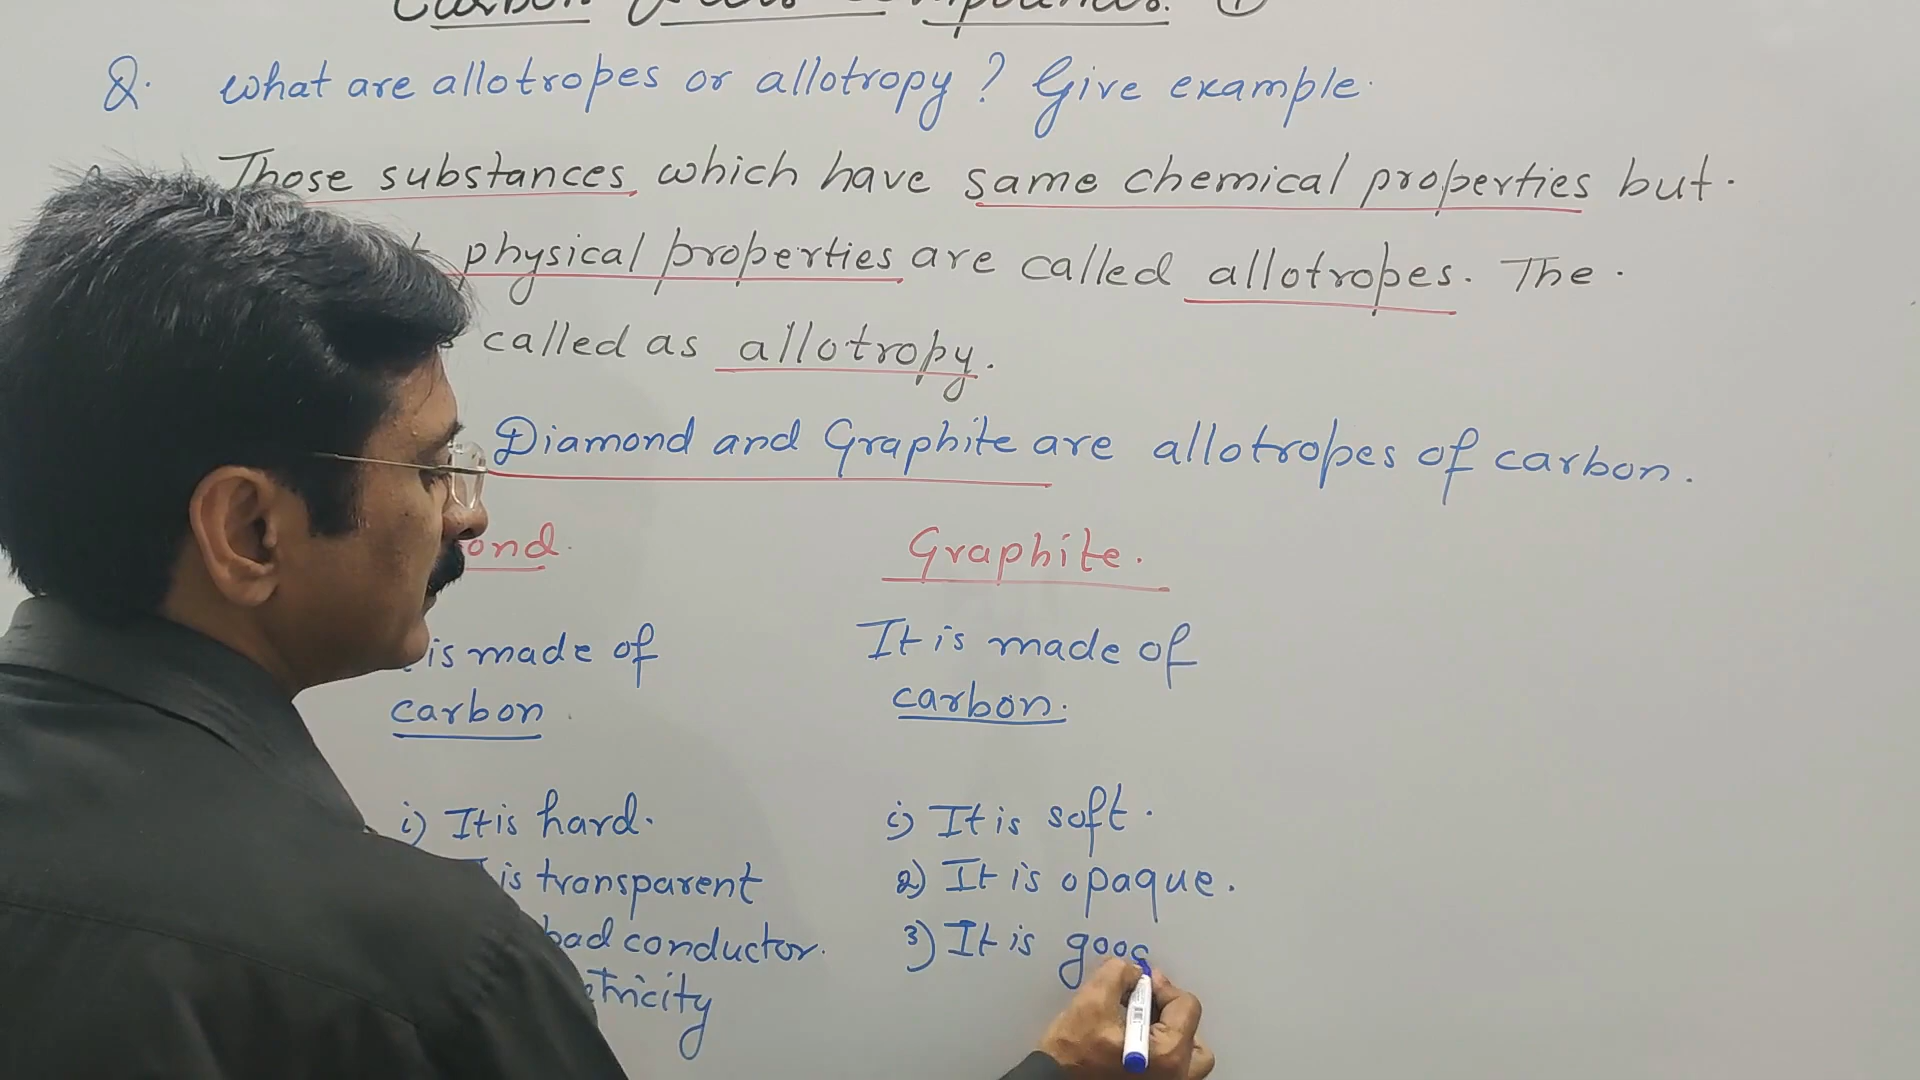 Carbon
Q. What are allotropes or allotropy? Give example.
Those substances which have same chemical properties but.
physical properties are called allotropes. The.
called as allotropy.
Diamond and Graphite are allotropes of carbon.
ond. Graphite.
is made of It is made of
carbon carbon.
i) It is hard. i) It is soft.
is transparent 2) It is opaque.
bad conductor. 3) It is goo
tricity